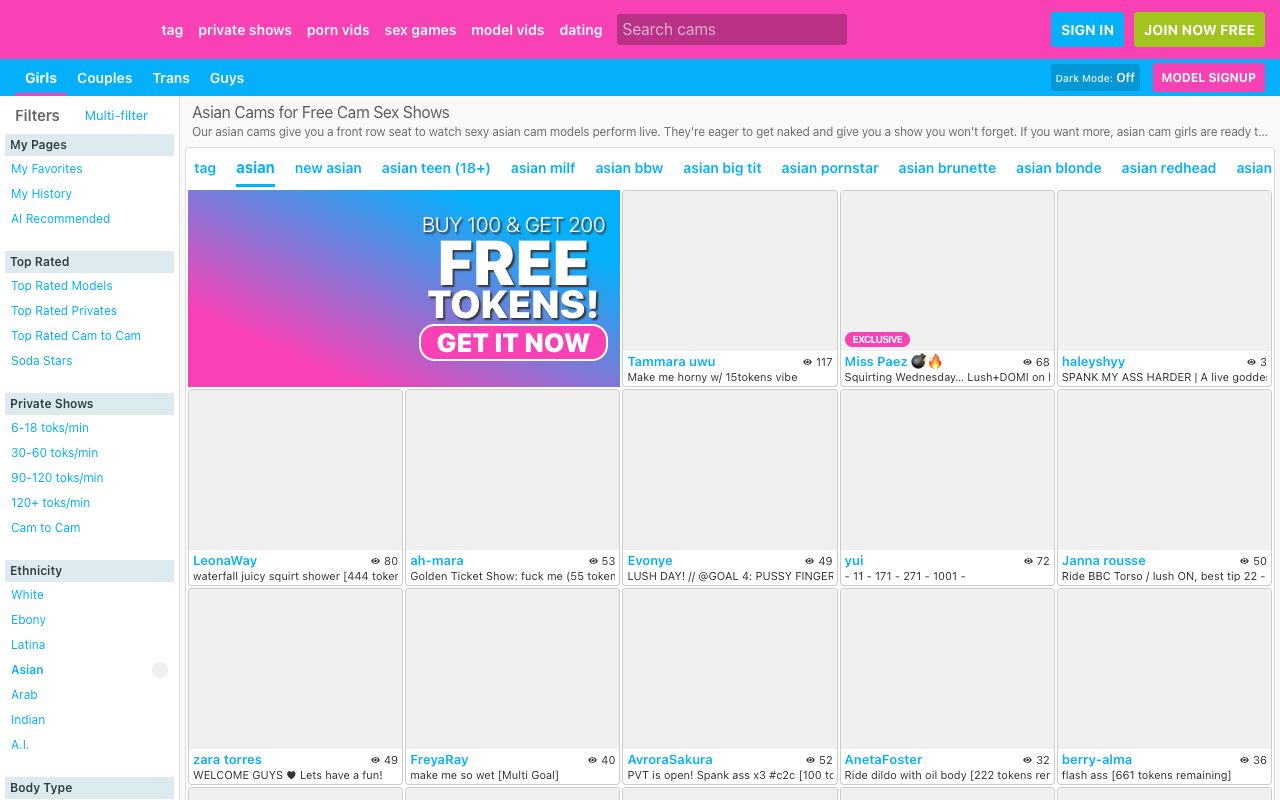 tag private shows porn vids sex games model vids dating Search cams SIGN IN JOIN NOW FREE
Girls Couples Trans Guys Dark Mode: Off MODEL SIGNUP
Filters Multi-filter
My Pages
My Favorites
My History
AI Recommended
Top Rated
Top Rated Models
Top Rated Privates
Top Rated Cam to Cam
Soda Stars
Private Shows
6-18 toks/min
30-60 toks/min
90-120 toks/min
120+ toks/min
Cam to Cam
Ethnicity
White
Ebony
Latina
Asian
Arab
Indian
A.I.
Body Type
Asian Cams for Free Cam Sex Shows
Our asian cams give you a front row seat to watch sexy asian cam models perform live. They're eager to get naked and give you a show you won't forget. If you want more, asian cam girls are ready t...
tag asian new asian asian teen (18+) asian milf asian bbw asian big tit asian pornstar asian brunette asian blonde asian redhead asian
BUY 100 & GET 200
FREE
TOKENS!
GET IT NOW
Tammara uwu 117
Make me horny w/ 15tokens vibe
EXCLUSIVE
Miss Paez 💣🔥 68
Squirting Wednesday... Lush+DOMI on
haleyshyy 3
SPANK MY ASS HARDER | A live goddes
LeonaWay 80
waterfall juicy squirt shower [444 token
ah-mara 53
Golden Ticket Show: fuck me (55 token
Evonye 49
LUSH DAY! // @GOAL 4: PUSSY FINGER
yui 72
- 11 - 171 - 271 - 1001 -
Janna rousse 50
Ride BBC Torso / lush ON, best tip 22 -
zara torres 49
WELCOME GUYS ♥ Lets have a fun!
FreyaRay 40
make me so wet [Multi Goal]
AvroraSakura 52
PVT is open! Spank ass x3 #c2c [100 to
AnetaFoster 32
Ride dildo with oil body [222 tokens rem
berry-alma 36
flash ass [661 tokens remaining]